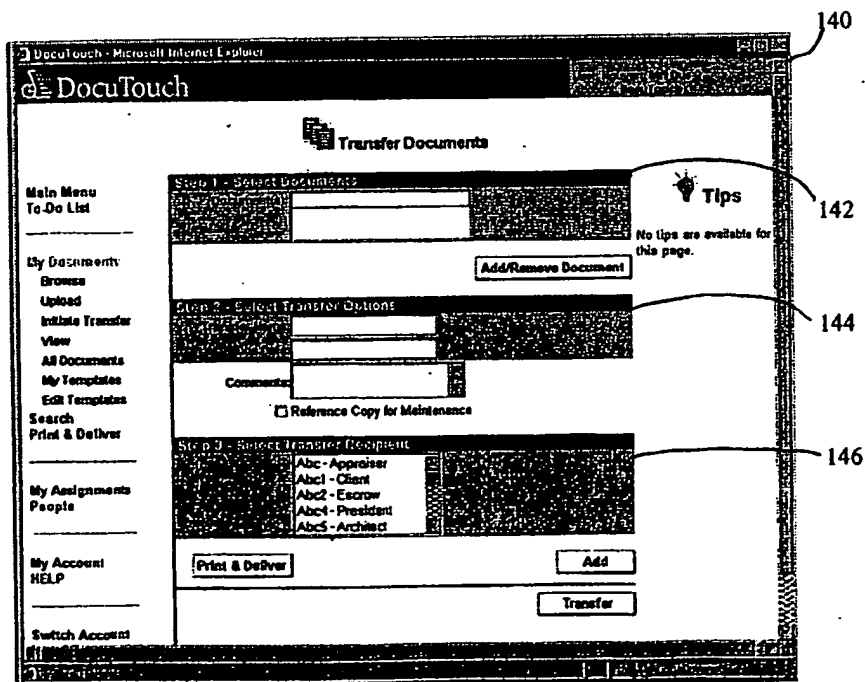 140
DocuTouch - Microsoft Internet Explorer
DocuTouch
Transfer Documents
Step 1 - Select Documents
142
Tips
No tips are available for
this page.
Main Menu
To-Do List
Add/Remove Document
My Documents
Browse
Upload
Initiate Transfer
View
All Documents
My Templates
Edit Templates
Search
Print & Deliver
Step 2 - Select Transfer Options
144
Comments:
Reference Copy for Maintenance
Step 3 - Select Transfer Recipient
146
Abc - Appraiser
Abc1 - Client
Abc2 - Escrow
Abc4 - President
Abc5 - Architect
My Assignments
People
My Account
HELP
Print & Deliver
Add
Transfer
Switch Account